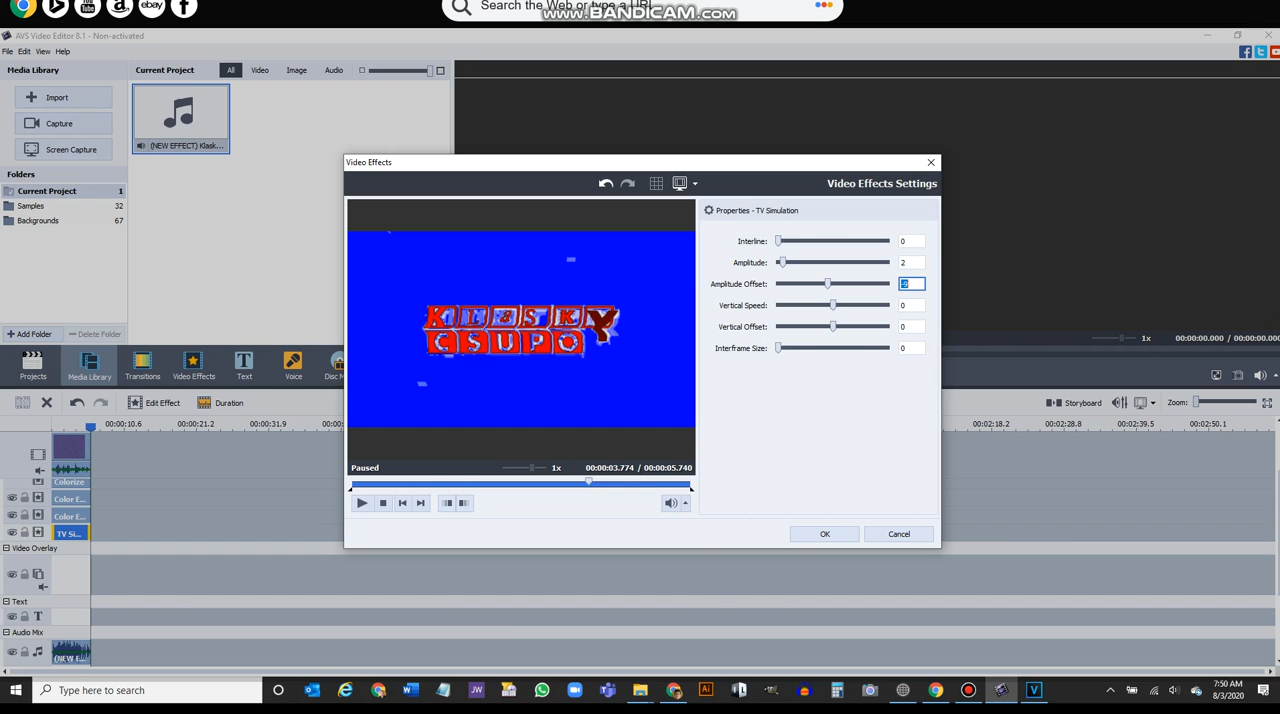 Search the Web or type a URL
www.BANDICAM.com
AVS Video Editor 8.1 - Non-activated
File Edit View Help
Media Library
Current Project
All
Video
Image
Audio
Import
Capture
Screen Capture
(NEW EFFECT) Klask...
Folders
Current Project 1
Samples 32
Backgrounds 67
Add Folder
Delete Folder
Video Effects
Video Effects Settings
Properties - TV Simulation
Interline: 0
Amplitude: 2
Amplitude Offset:
Vertical Speed: 0
Vertical Offset: 0
Interframe Size: 0
KLASKY
CSUPO
Paused
1x
00:00:03.774 / 00:00:05.740
OK
Cancel
1x
00:00:00.000 / 00:00:00.000
Projects
Media Library
Transitions
Video Effects
Text
Voice
Disc M
Edit Effect
Duration
Storyboard
Zoom:
00:00:10.6
00:00:21.2
00:00:31.9
00:02:18.2
00:02:28.8
00:02:39.5
00:02:50.1
Colorize
Color E...
Color E...
TV Si...
Video Overlay
Text
Audio Mix
(NEW E...
Type here to search
7:50 AM
8/3/2020